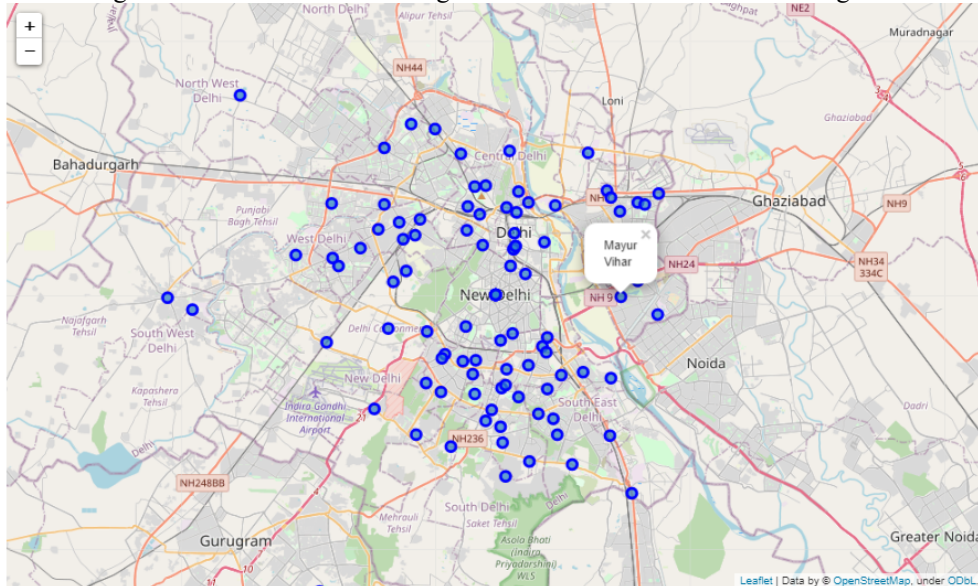 +
−
North Delhi
Alipur Tehsil
NE2
Muradnagar
NH44
North West
Delhi
Loni
Ghaziabad
Bahadurgarh
Central Delhi
Punjabi
Bagh Tehsil
Ghaziabad
NH9
West Delhi
Delhi
Mayur
Vihar
×
NH24
NH34
334C
New Delhi
NH 9
Najafgarh
Tehsil
South West
Delhi
Noida
New Delhi
Kapashera
Tehsil
Indira Gandhi
International
Airport
South East
Delhi
Dadri
Delhi
NH236
NH248BB
Delhi
South Delhi
Saket Tehsil
Mehrauli
Tehsil
Gurugram
Asola Bhati
(Indira
Priyadarshini)
WLS
Greater Noida
Leaflet | Data by © OpenStreetMap, under ODbL